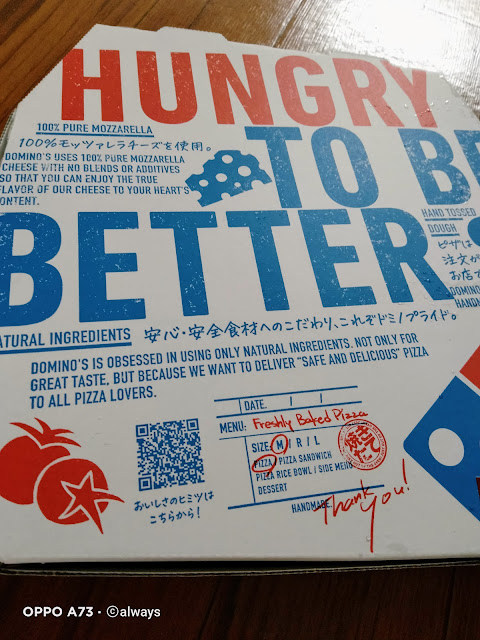 HUNGRY
TO BE
BETTER
100% PURE MOZZARELLA
100%モッツァレラチーズを使用。
DOMINO'S USES 100% PURE MOZZARELLA
CHEESE WITH NO BLENDS OR ADDITIVES
SO THAT YOU CAN ENJOY THE TRUE
FLAVOR OF OUR CHEESE TO YOUR HEART'S
CONTENT.
HAND TOSSED
DOUGH
ピザは
注文が
お店で
DOMINO
HANDM
NATURAL INGREDIENTS
安心・安全食材へのこだわり、これぞドミノプライド。
DOMINO'S IS OBSESSED IN USING ONLY NATURAL INGREDIENTS. NOT ONLY FOR
GREAT TASTE, BUT BECAUSE WE WANT TO DELIVER "SAFE AND DELICIOUS" PIZZA
TO ALL PIZZA LOVERS.
おいしさのヒミツは
こちらから!
DATE. / /
MENU: Freshly Baked Pizza
SIZE. M / R / L
PIZZA / PIZZA SANDWICH
PIZZA RICE BOWL / SIDE MENU
DESSERT
HANDMADE.
Thank
you!
OPPO A73 · ©always